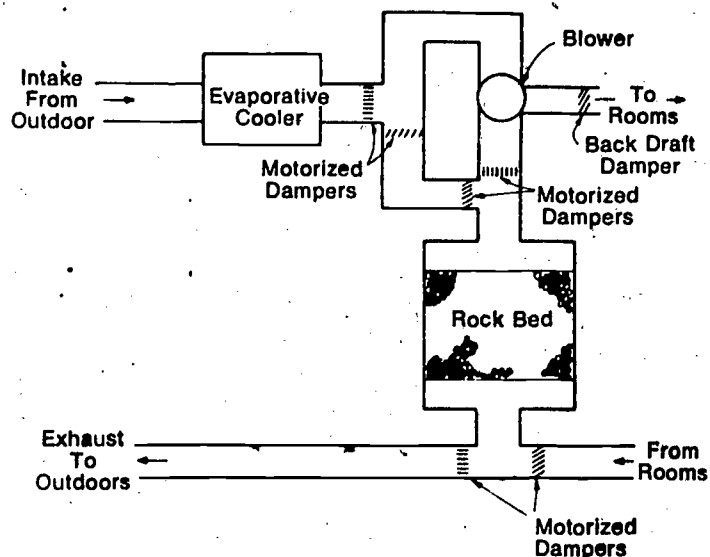 Blower
Intake
From
Outdoor
Evaporative
Cooler
To
Rooms
Motorized
Dampers
Back Draft
Damper
Motorized
Dampers
Rock Bed
Exhaust
To
Outdoors
From
Rooms
Motorized
Dampers